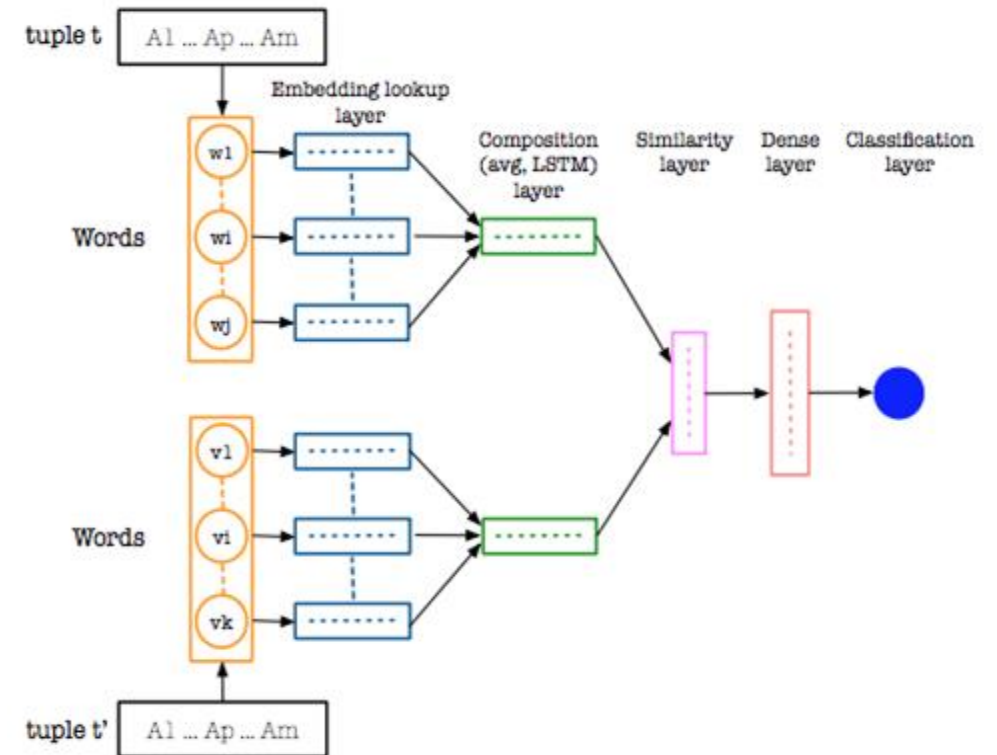 tuple t
A1 ... Ap ... Am
Embedding lookup
layer
Composition
(avg, LSTM)
layer
Similarity
layer
Dense
layer
Classification
layer
Words
w1
wi
wj
Words
v1
vi
vk
tuple t'
A1 ... Ap ... Am